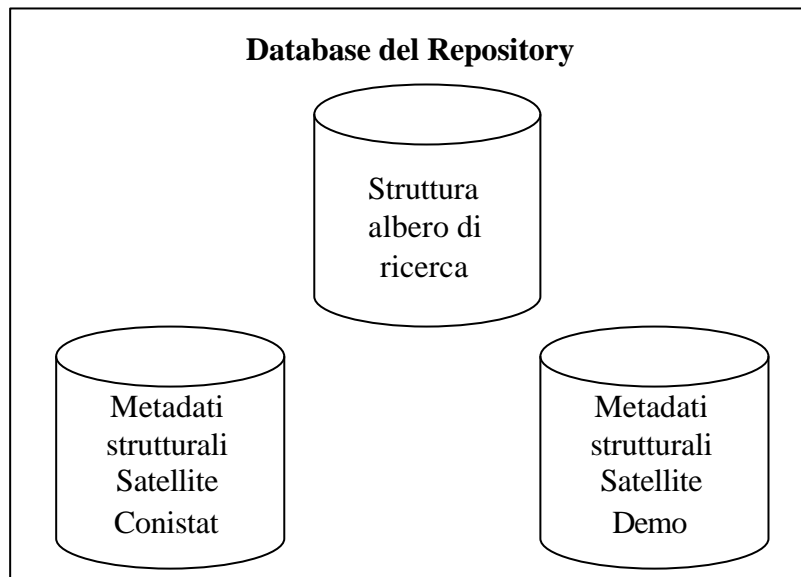 Database del Repository
Struttura
albero di
ricerca
Metadati
strutturali
Satellite
Conistat
Metadati
strutturali
Satellite
Demo